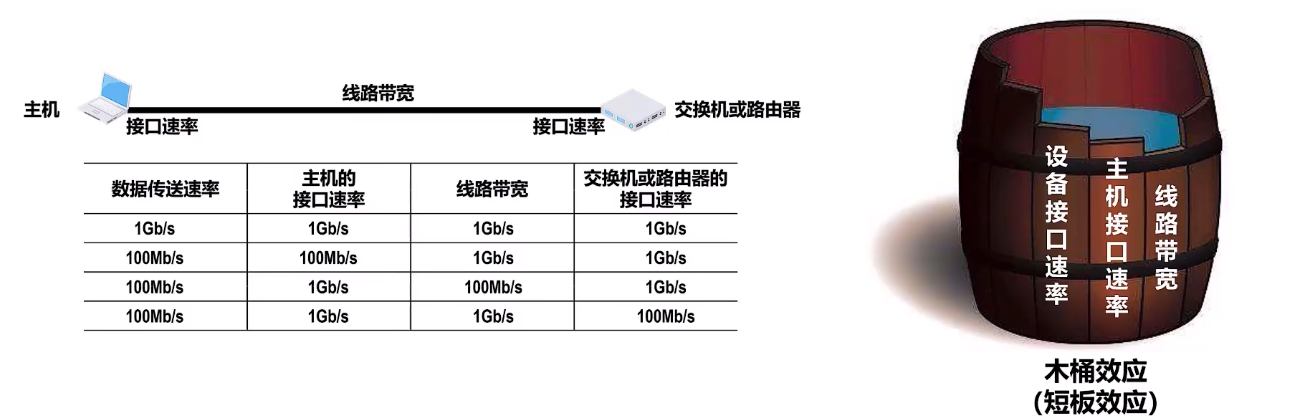 线路带宽
主机
交换机或路由器
接口速率
接口速率
数据传送速率
主机的
接口速率
线路带宽
交换机或路由器的
接口速率
1Gb/s 1Gb/s 1Gb/s 1Gb/s
100Mb/s 100Mb/s 1Gb/s 1Gb/s
100Mb/s 1Gb/s 100Mb/s 1Gb/s
100Mb/s 1Gb/s 1Gb/s 100Mb/s
设备接口速率
主机接口速率
线路带宽
木桶效应
(短板效应)